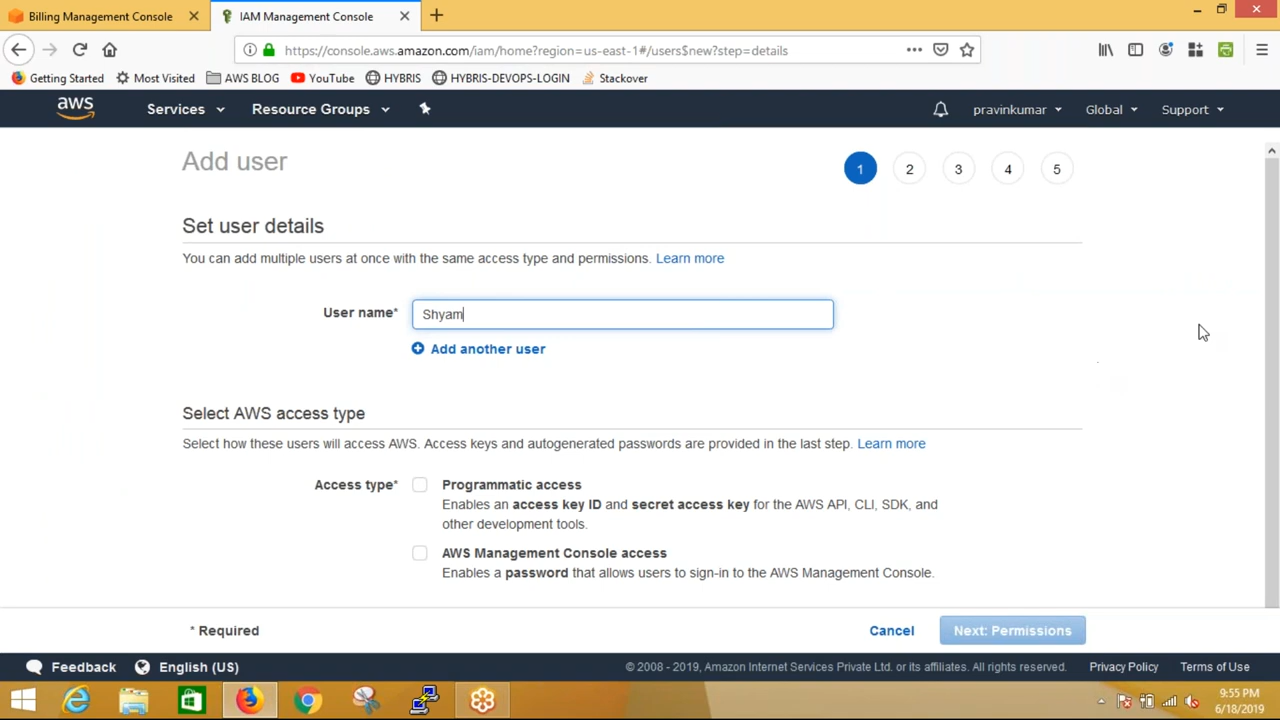 Billing Management Console
IAM Management Console
https://console.aws.amazon.com/iam/home?region=us-east-1#/users$new?step=details
Getting Started
Most Visited
AWS BLOG
YouTube
HYBRIS
HYBRIS-DEVOPS-LOGIN
Stackover
aws
Services
Resource Groups
pravinkumar
Global
Support
Add user
1 2 3 4 5
Set user details
You can add multiple users at once with the same access type and permissions. Learn more
User name* Shyam
Add another user
Select AWS access type
Select how these users will access AWS. Access keys and autogenerated passwords are provided in the last step. Learn more
Access type* Programmatic access
Enables an access key ID and secret access key for the AWS API, CLI, SDK, and
other development tools.
AWS Management Console access
Enables a password that allows users to sign-in to the AWS Management Console.
* Required
Cancel
Next: Permissions
Feedback
English (US)
© 2008 - 2019, Amazon Internet Services Private Ltd. or its affiliates. All rights reserved.
Privacy Policy
Terms of Use
9:55 PM
6/18/2019